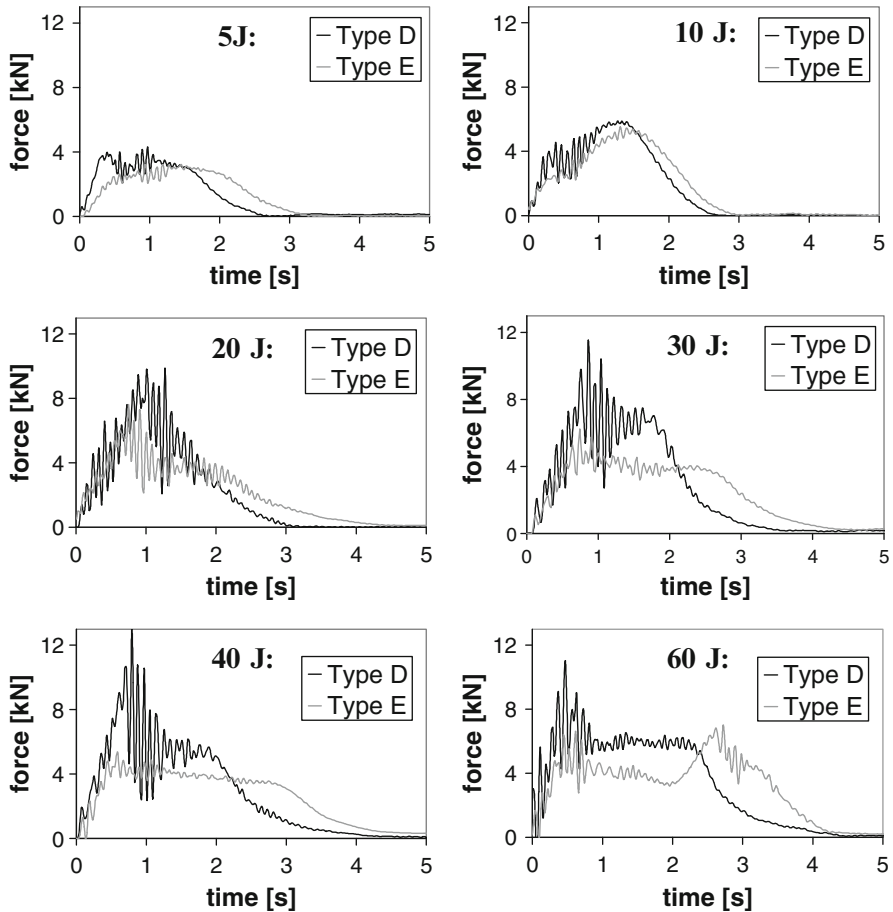 5J:
Type D
Type E
force [kN]
12
8
4
0
0 1 2 3 4 5
time [s]
10 J:
Type D
Type E
force [kN]
12
8
4
0
0 1 2 3 4 5
time [s]
20 J:
Type D
Type E
force [kN]
12
8
4
0
0 1 2 3 4 5
time [s]
30 J:
Type D
Type E
force [kN]
12
8
4
0
0 1 2 3 4 5
time [s]
40 J:
Type D
Type E
force [kN]
12
8
4
0
0 1 2 3 4 5
time [s]
60 J:
Type D
Type E
force [kN]
12
8
4
0
0 1 2 3 4 5
time [s]